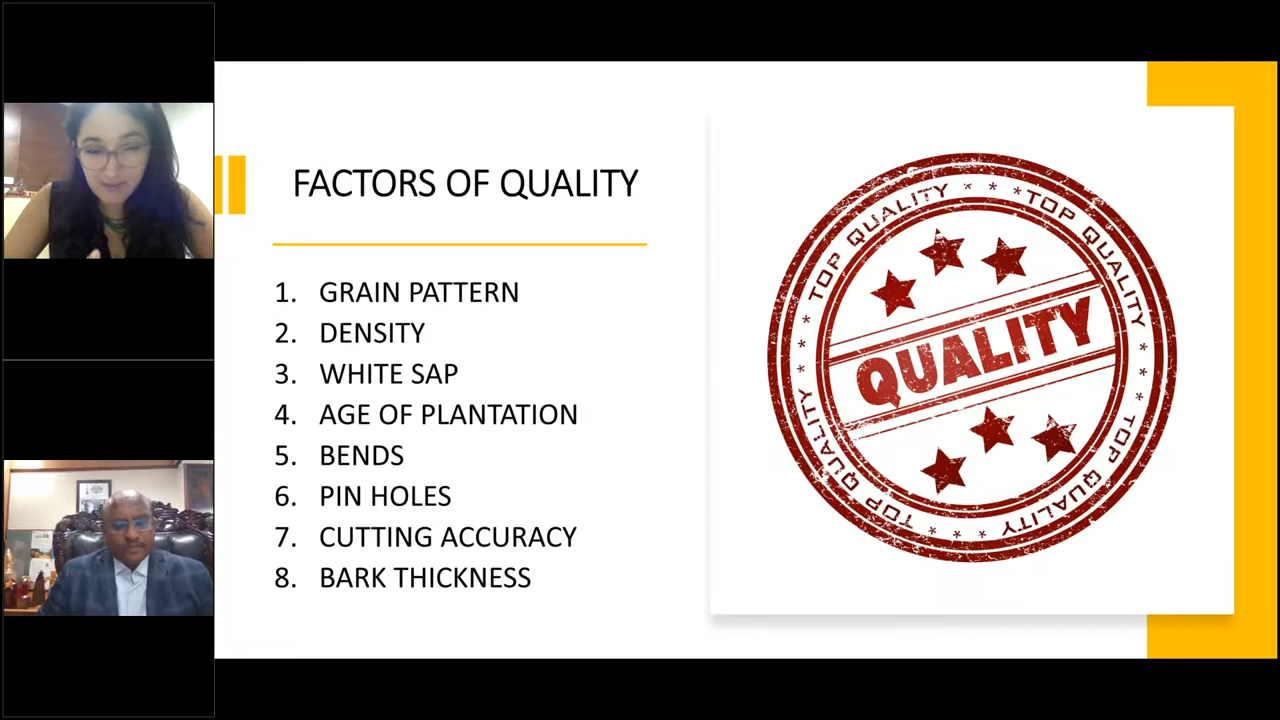 FACTORS OF QUALITY
1. GRAIN PATTERN
2. DENSITY
3. WHITE SAP
4. AGE OF PLANTATION
5. BENDS
6. PIN HOLES
7. CUTTING ACCURACY
8. BARK THICKNESS
TOP QUALITY * * * TOP QUALITY * * * TOP QUALITY * * * TOP QUALITY * * *
QUALITY